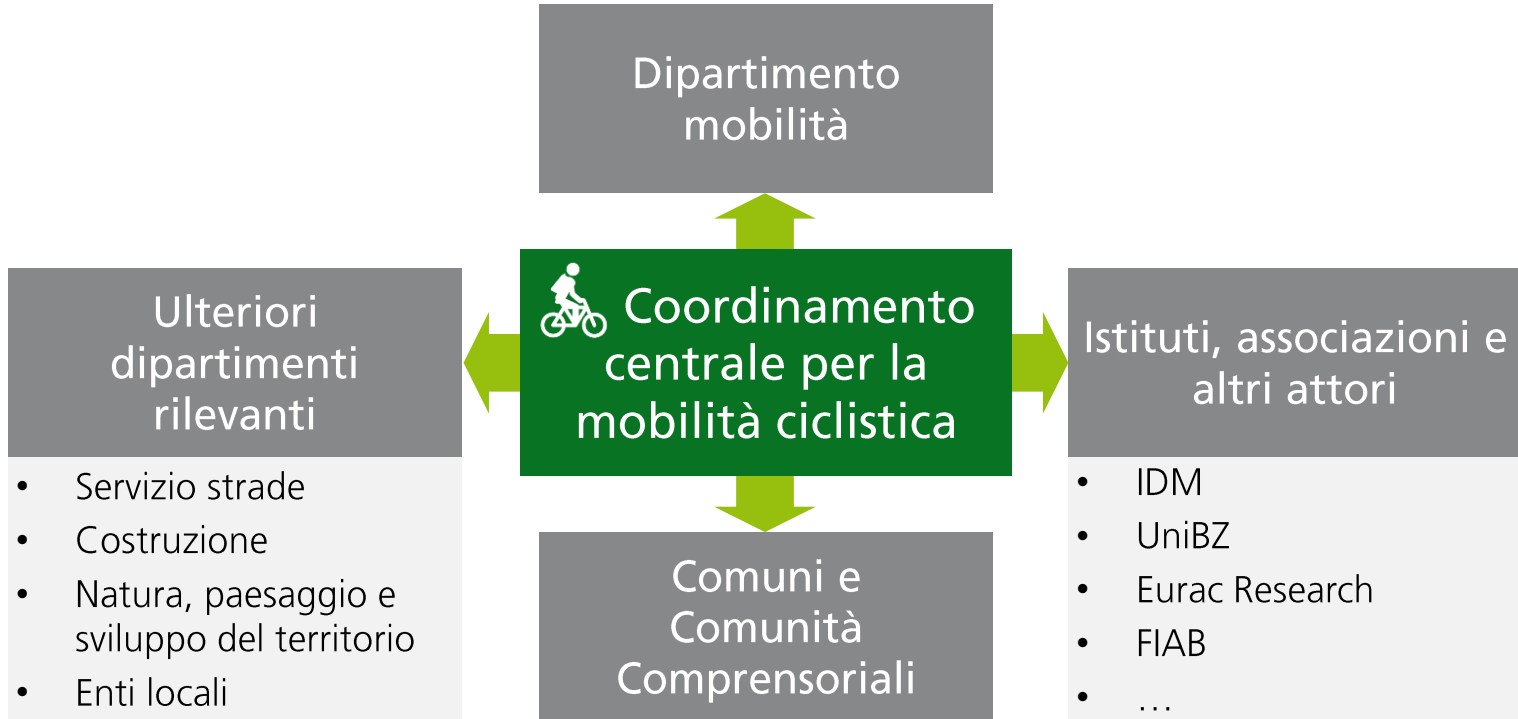 Dipartimento
mobilità
Ulteriori
dipartimenti
rilevanti
• Servizio strade
• Costruzione
• Natura, paesaggio e
sviluppo del territorio
• Enti locali
Coordinamento
centrale per la
mobilità ciclistica
Istituti, associazioni e
altri attori
• IDM
• UniBZ
• Eurac Research
• FIAB
• …
Comuni e
Comunità
Comprensoriali